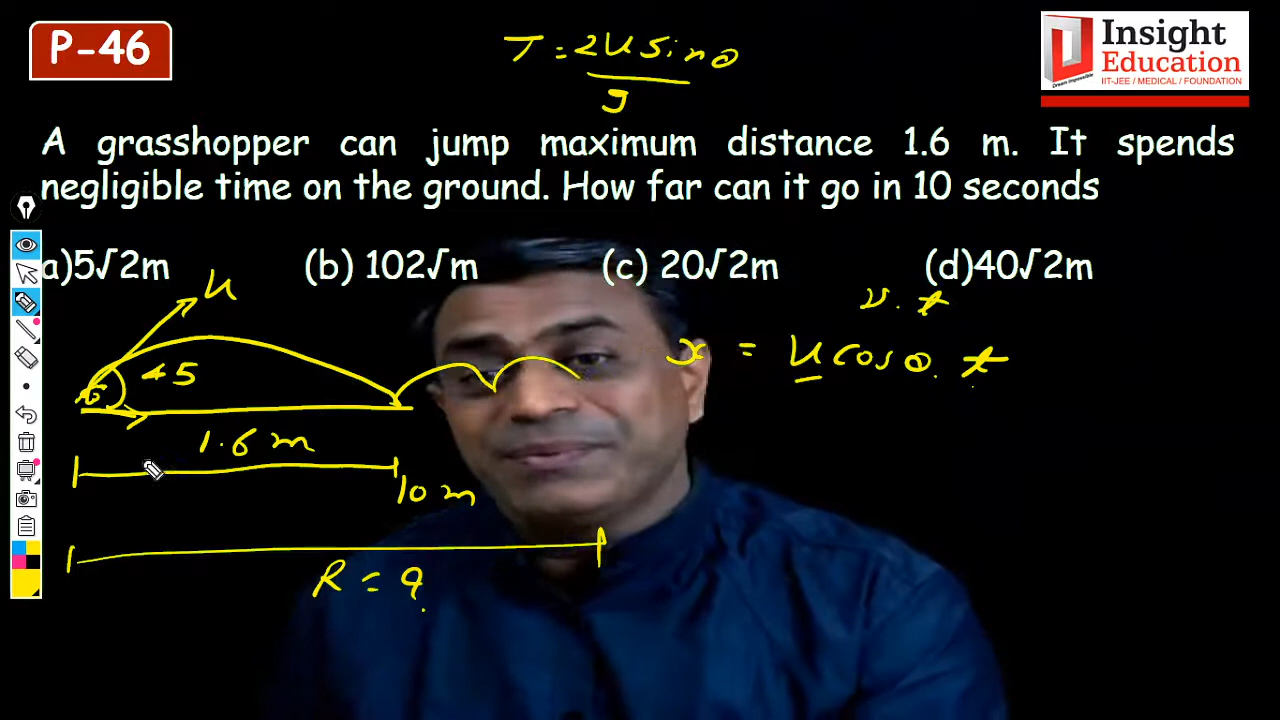 P-46
T = 2u sinθ
g
Insight
Education
Dream Impossible
IIT-JEE / MEDICAL / FOUNDATION
A grasshopper can jump maximum distance 1.6 m. It spends
negligible time on the ground. How far can it go in 10 seconds
a)5√2m (b) 102√m (c) 20√2m (d)40√2m
u
v. t
x = u cosθ. t
45
1.6 m
10 m
R =